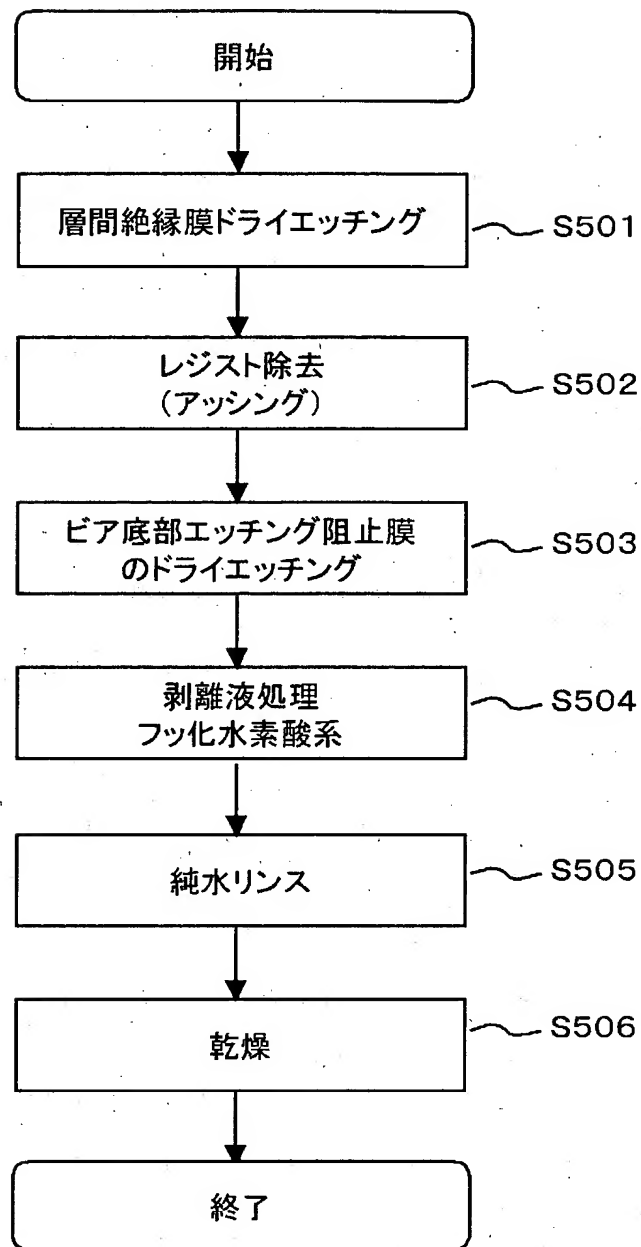 開始
層間絶縁膜ドライエッチング
S501
レジスト除去
(アッシング)
S502
ビア底部エッチング阻止膜
のドライエッチング
S503
剥離液処理
フッ化水素酸系
S504
純水リンス
S505
乾燥
S506
終了